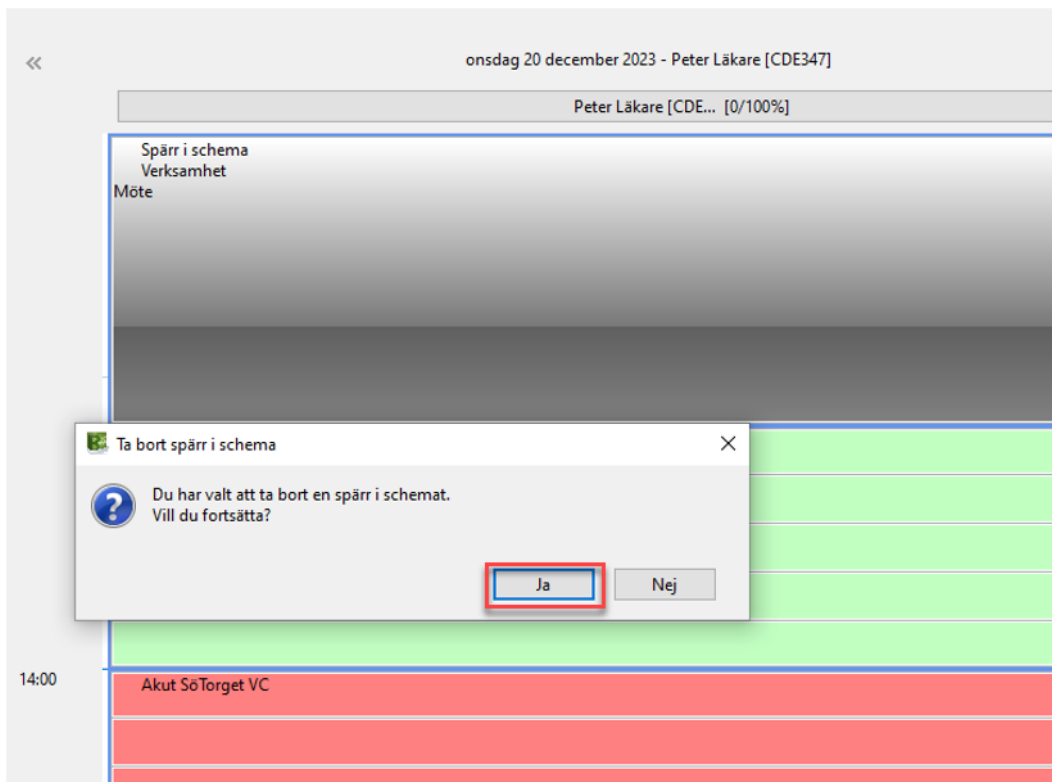 «
onsdag 20 december 2023 - Peter Läkare [CDE347]
Peter Läkare [CDE... [0/100%]
Spärr i schema
Verksamhet
Möte
Ta bort spärr i schema
Du har valt att ta bort en spärr i schemat.
Vill du fortsätta?
Ja
Nej
14:00
Akut SöTorget VC